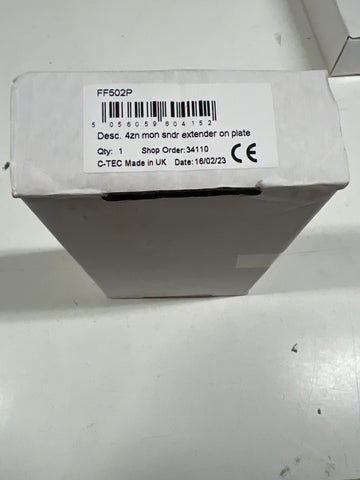 FF502P
5 056059 604152
Desc. 4zn mon sndr extender on plate
Qty: 1 Shop Order:34110
C-TEC Made in UK Date:16/02/23 CE